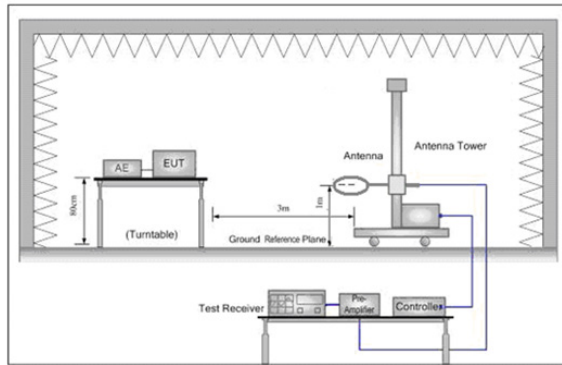 Antenna Tower
Antenna
EUT
AE
80cm
3m
1m
(Turntable)
Ground Reference Plane
Test Receiver
Pre-
Amplifier
Controller